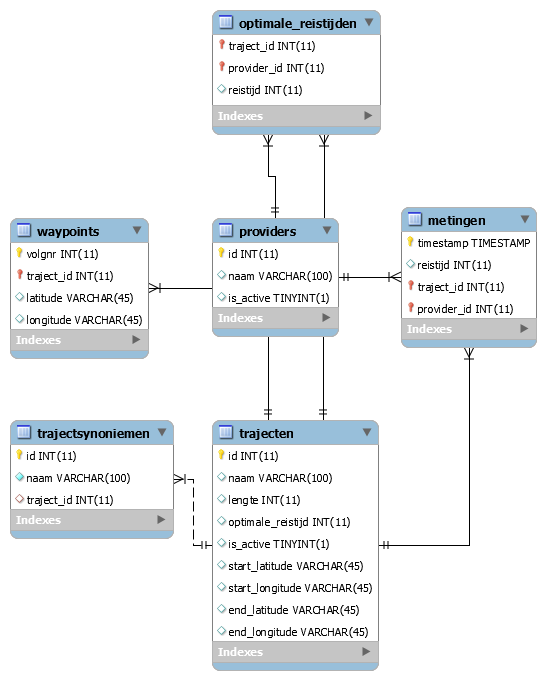 optimale_reistijden
traject_id INT(11)
provider_id INT(11)
reistijd INT(11)
Indexes
waypoints
volgnr INT(11)
traject_id INT(11)
latitude VARCHAR(45)
longitude VARCHAR(45)
Indexes
providers
id INT(11)
naam VARCHAR(100)
is_active TINYINT(1)
Indexes
metingen
timestamp TIMESTAMP
reistijd INT(11)
traject_id INT(11)
provider_id INT(11)
Indexes
trajectsynoniemen
id INT(11)
naam VARCHAR(100)
traject_id INT(11)
Indexes
trajecten
id INT(11)
naam VARCHAR(100)
lengte INT(11)
optimale_reistijd INT(11)
is_active TINYINT(1)
start_latitude VARCHAR(45)
start_longitude VARCHAR(45)
end_latitude VARCHAR(45)
end_longitude VARCHAR(45)
Indexes